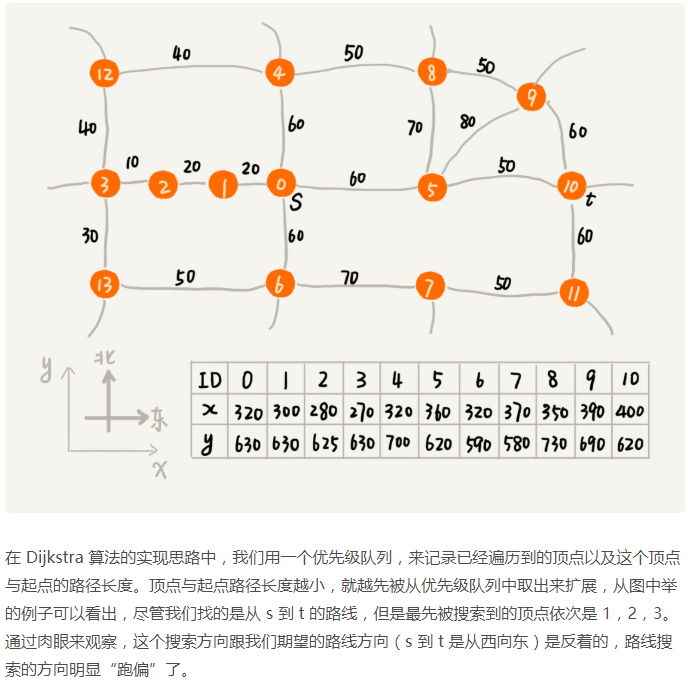 40 50 50
12 4 8 9
40 60 70 80 60
10 20 20 60 50
3 2 1 0 5 10
S t
30 60 60
50 70 50
13 6 7 11
y 北
东
x
ID 0 1 2 3 4 5 6 7 8 9 10
x 320 300 280 270 320 360 320 370 350 390 400
y 630 630 625 630 700 620 590 580 730 690 620
在 Dijkstra 算法的实现思路中，我们用一个优先级队列，来记录已经遍历到的顶点以及这个顶点
与起点的路径长度。顶点与起点路径长度越小，就越先被从优先级队列中取出来扩展，从图中举
的例子可以看出，尽管我们找的是从 s 到 t 的路线，但是最先被搜索到的顶点依次是 1，2，3。
通过肉眼来观察，这个搜索方向跟我们期望的路线方向（s 到 t 是从西向东）是反着的，路线搜
索的方向明显“跑偏”了。